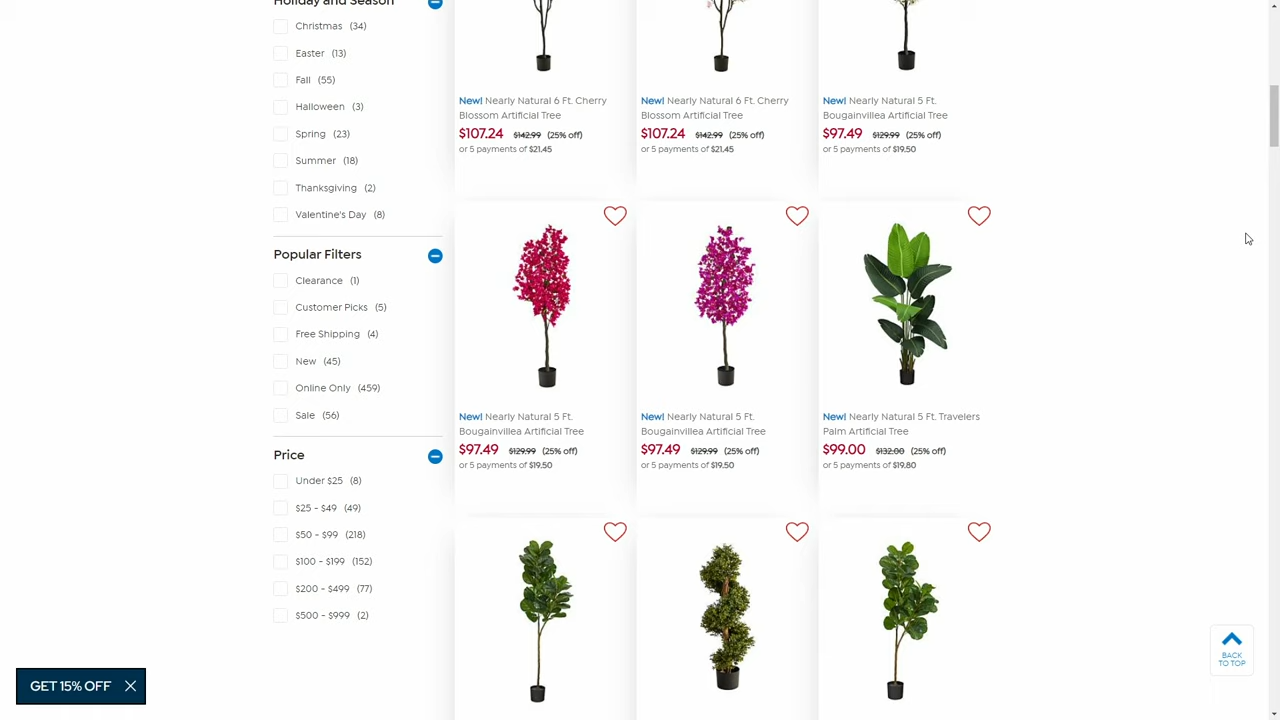 Holiday and Season
Christmas (34)
Easter (13)
Fall (55)
Halloween (3)
Spring (23)
Summer (18)
Thanksgiving (2)
Valentine's Day (8)
Popular Filters
Clearance (1)
Customer Picks (5)
Free Shipping (4)
New (45)
Online Only (459)
Sale (56)
Price
Under $25 (8)
$25 - $49 (49)
$50 - $99 (218)
$100 - $199 (152)
$200 - $499 (77)
$500 - $999 (2)
New! Nearly Natural 6 Ft. Cherry
Blossom Artificial Tree
$107.24 $142.99 (25% off)
or 5 payments of $21.45
New! Nearly Natural 6 Ft. Cherry
Blossom Artificial Tree
$107.24 $142.99 (25% off)
or 5 payments of $21.45
New! Nearly Natural 5 Ft.
Bougainvillea Artificial Tree
$97.49 $129.99 (25% off)
or 5 payments of $19.50
New! Nearly Natural 5 Ft.
Bougainvillea Artificial Tree
$97.49 $129.99 (25% off)
or 5 payments of $19.50
New! Nearly Natural 5 Ft.
Bougainvillea Artificial Tree
$97.49 $129.99 (25% off)
or 5 payments of $19.50
New! Nearly Natural 5 Ft. Travelers
Palm Artificial Tree
$99.00 $132.00 (25% off)
or 5 payments of $19.80
GET 15% OFF
BACK
TO TOP